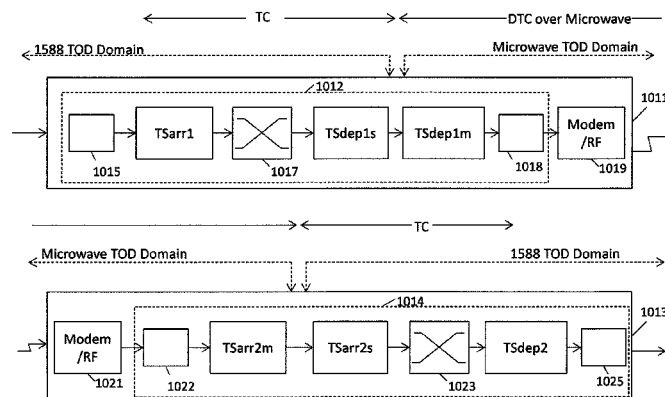 TC
DTC over Microwave
1588 TOD Domain
Microwave TOD Domain
1012
1011
TSarr1
TSdep1s
TSdep1m
Modem
/RF
1015
1017
1018
1019
TC
Microwave TOD Domain
1588 TOD Domain
1014
1013
Modem
/RF
TSarr2m
TSarr2s
TSdep2
1021
1022
1023
1025